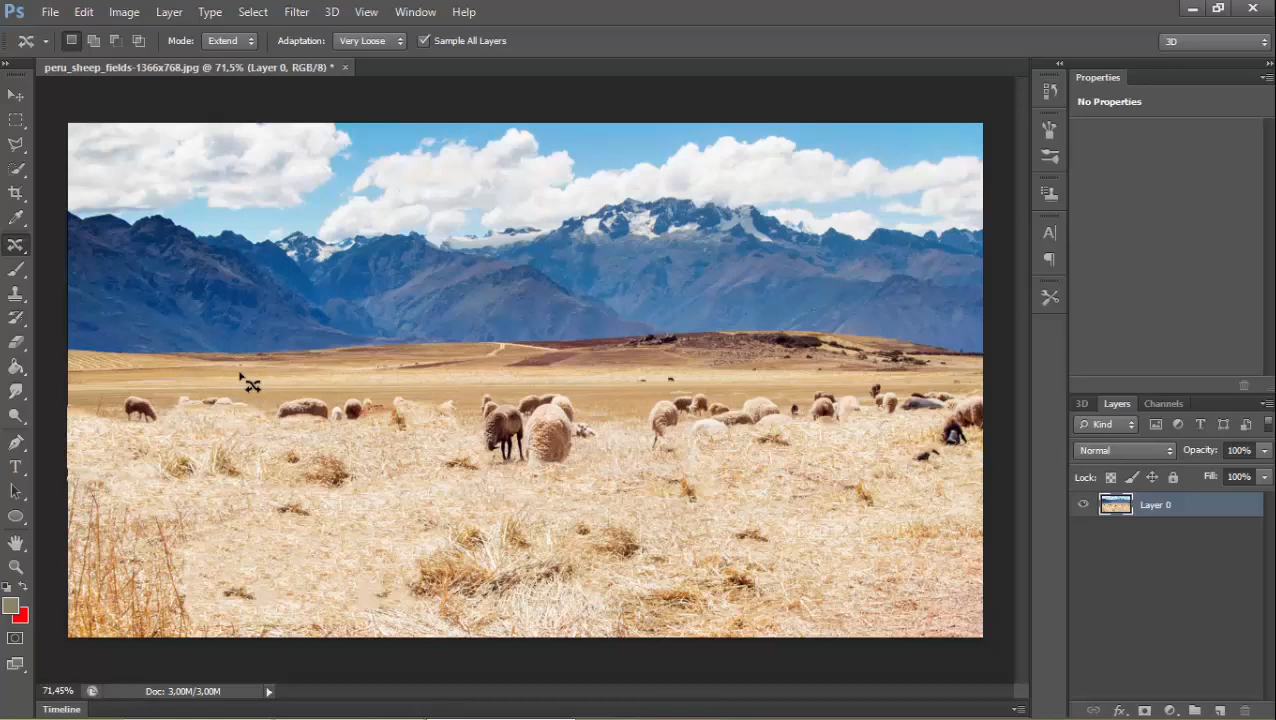 Ps File Edit Image Layer Type Select Filter 3D View Window Help
Mode: Extend Adaptation: Very Loose Sample All Layers 3D
peru_sheep_fields-1366x768.jpg @ 71,5% (Layer 0, RGB/8) * ×
Properties
No Properties
3D Layers Channels
Kind
Normal Opacity: 100%
Lock: Fill: 100%
Layer 0
71,45% Doc: 3,00M/3,00M
Timeline